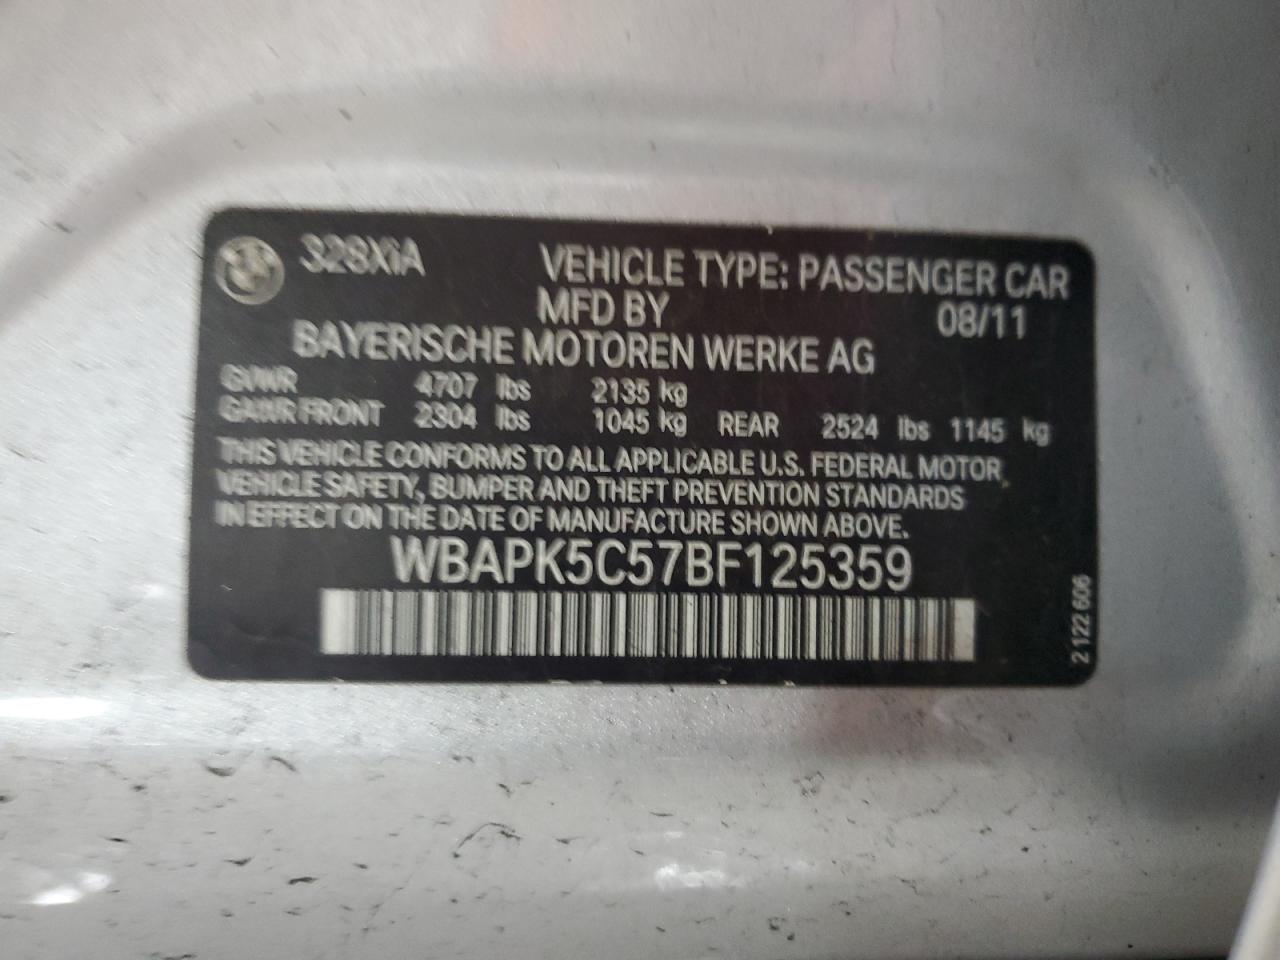 328XiA
VEHICLE TYPE: PASSENGER CAR
MFD BY 08/11
BAYERISCHE MOTOREN WERKE AG
GVWR 4707 lbs 2135 kg
GAWR FRONT 2304 lbs 1045 kg REAR 2524 lbs 1145 kg
THIS VEHICLE CONFORMS TO ALL APPLICABLE U.S. FEDERAL MOTOR
VEHICLE SAFETY, BUMPER AND THEFT PREVENTION STANDARDS
IN EFFECT ON THE DATE OF MANUFACTURE SHOWN ABOVE.
WBAPK5C57BF125359
2 122 606